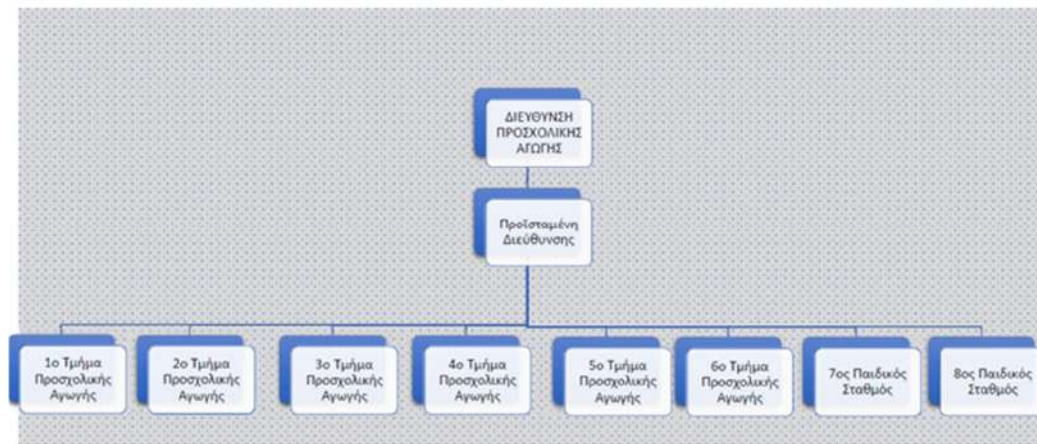 ΔΙΕΥΘΥΝΣΗ
ΠΡΟΣΧΟΛΙΚΗΣ
ΑΓΩΓΗΣ
Προϊσταμένη
Διεύθυνσης
1ο Τμήμα
Προσχολικής
Αγωγής
2ο Τμήμα
Προσχολικής
Αγωγής
3ο Τμήμα
Προσχολικής
Αγωγής
4ο Τμήμα
Προσχολικής
Αγωγής
5ο Τμήμα
Προσχολικής
Αγωγής
6ο Τμήμα
Προσχολικής
Αγωγής
7ος Παιδικός
Σταθμός
8ος Παιδικός
Σταθμός